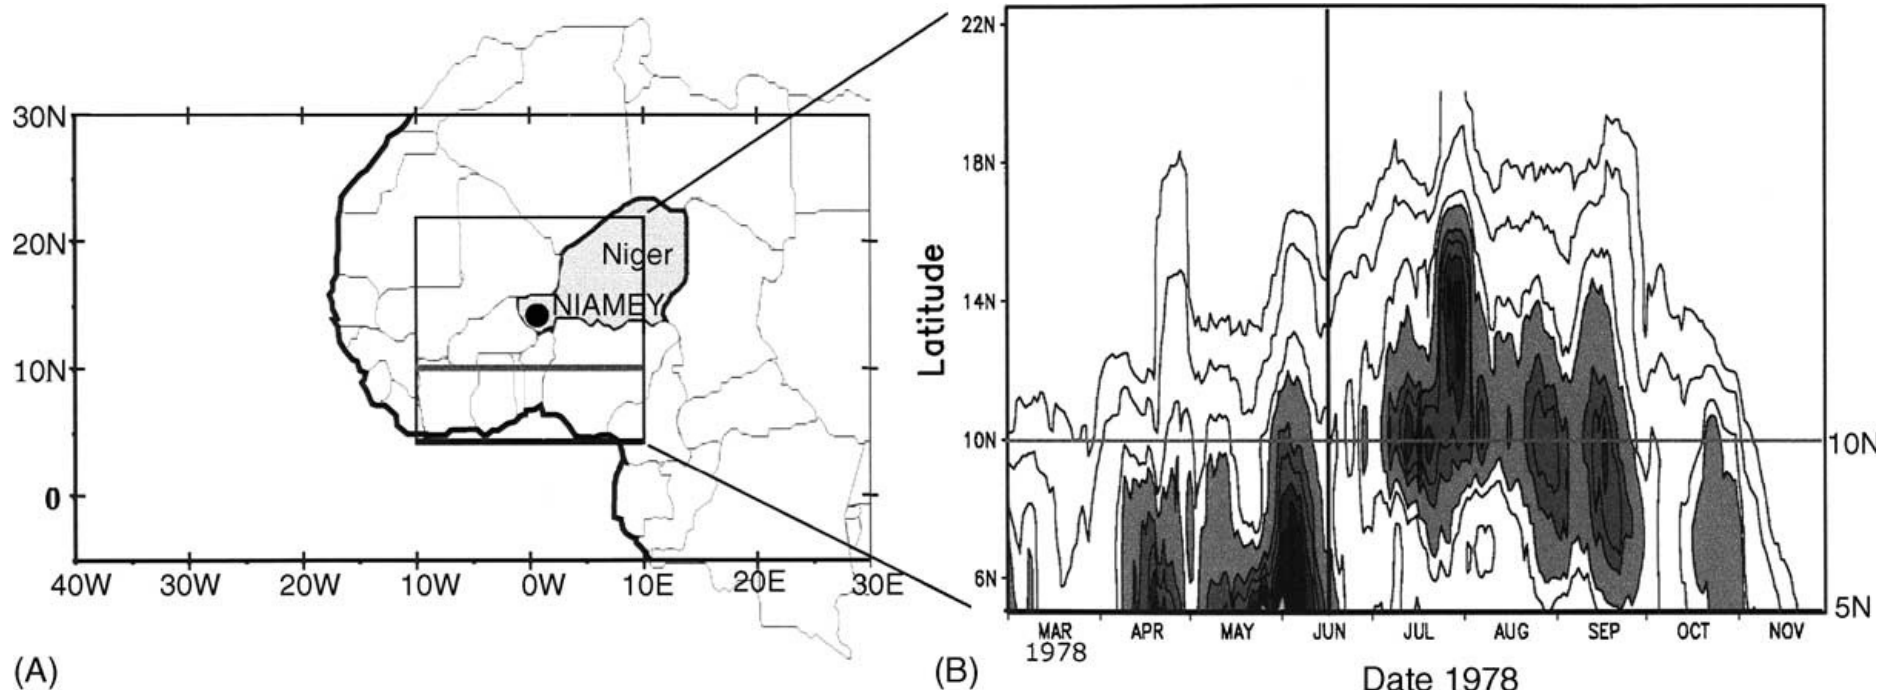 30N
20N
10N
0
40W 30W 20W 10W 0W 10E 20E 30E
Niger
NIAMEY
(A)
22N
18N
14N
10N
6N
Latitude
10N
5N
MAR APR MAY JUN JUL AUG SEP OCT NOV
1978
Date 1978
(B)